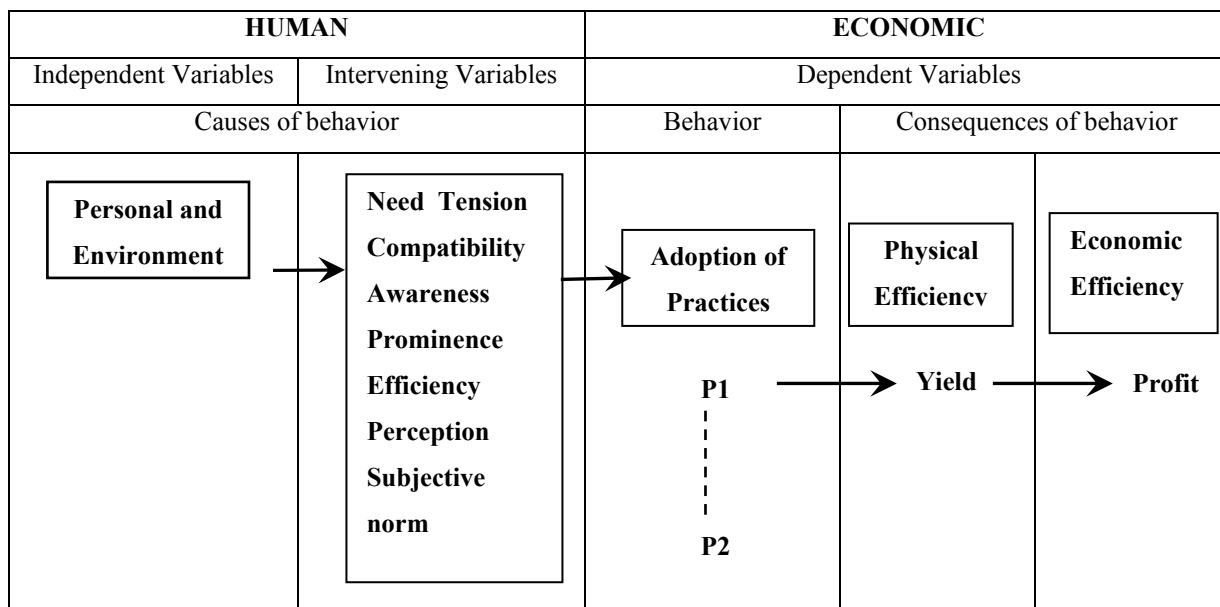 HUMAN
ECONOMIC
Independent Variables
Intervening Variables
Dependent Variables
Causes of behavior
Behavior
Consequences of behavior
Personal and
Environment
Need Tension
Compatibility
Awareness
Prominence
Efficiency
Perception
Subjective
norm
Adoption of
Practices
P1
P2
Physical
Efficiency
Yield
Economic
Efficiency
Profit